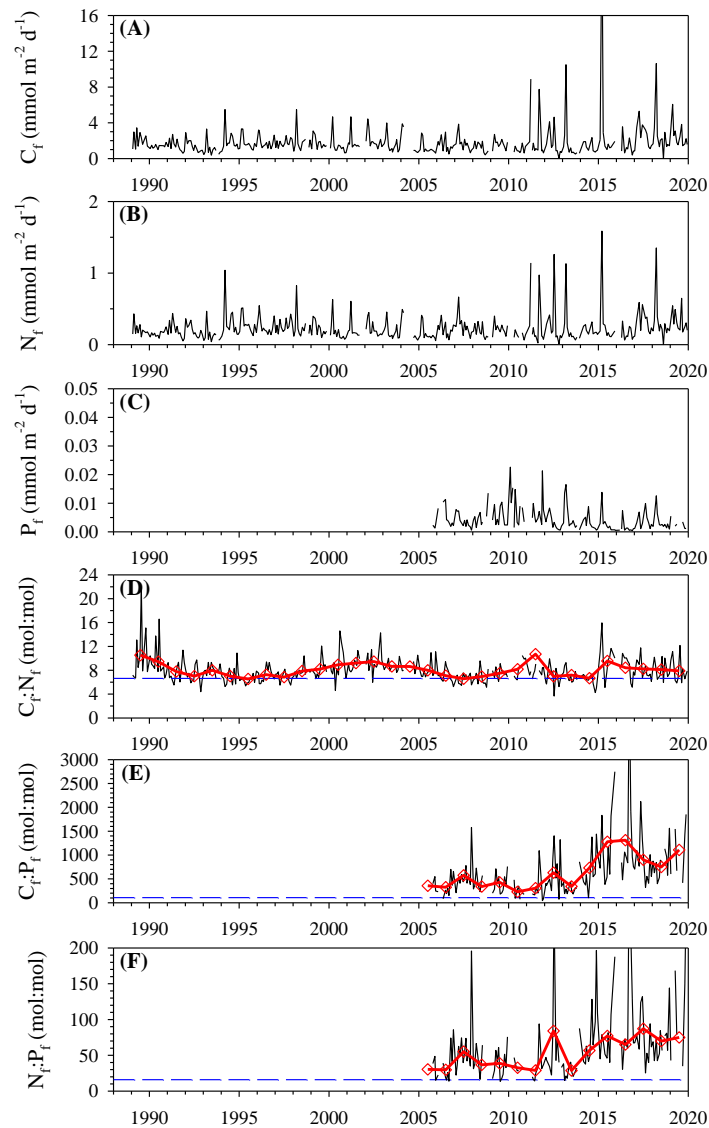 (A)
C_f (mmol m⁻² d⁻¹)
16
12
8
4
0
1990 1995 2000 2005 2010 2015 2020
(B)
N_f (mmol m⁻² d⁻¹)
2
1
0
1990 1995 2000 2005 2010 2015 2020
(C)
P_f (mmol m⁻² d⁻¹)
0.05
0.04
0.03
0.02
0.01
0.00
1990 1995 2000 2005 2010 2015 2020
(D)
C_f:N_f (mol:mol)
24
20
16
12
8
4
0
1990 1995 2000 2005 2010 2015 2020
(E)
C_f:P_f (mol:mol)
3000
2500
2000
1500
1000
500
0
1990 1995 2000 2005 2010 2015 2020
(F)
N_f:P_f (mol:mol)
200
150
100
50
0
1990 1995 2000 2005 2010 2015 2020